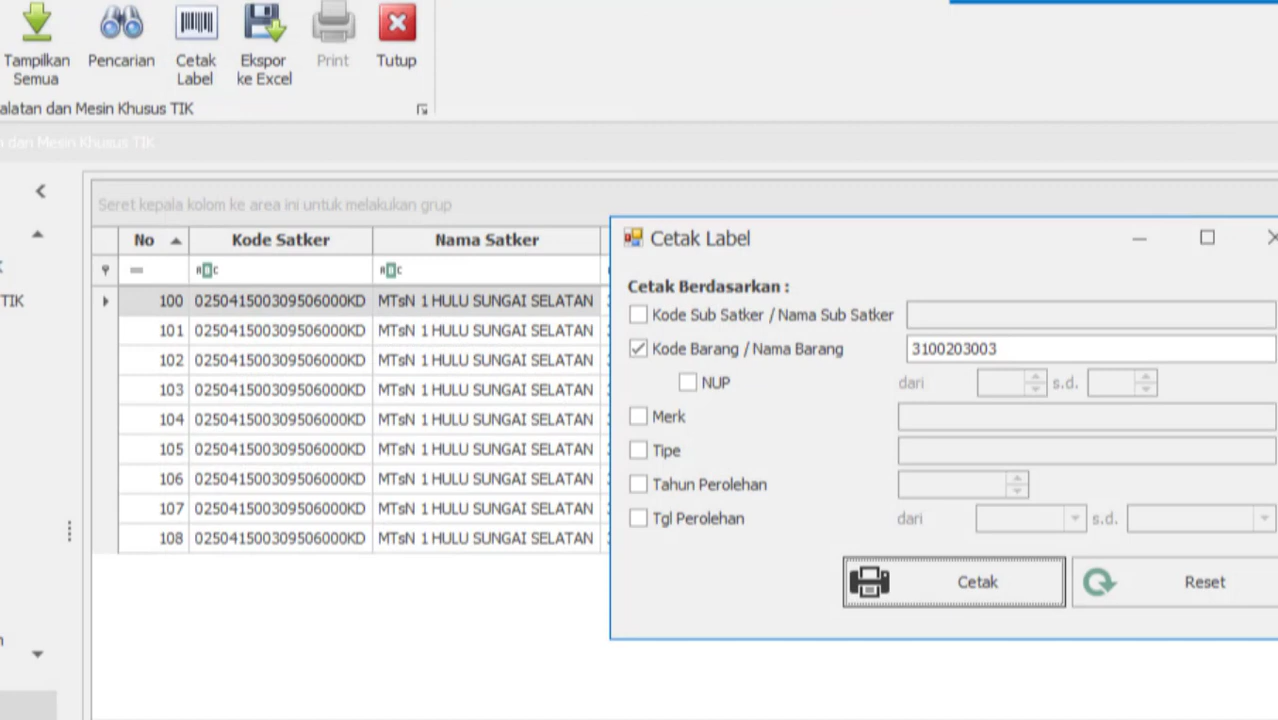 Tampilkan Semua
Pencarian
Cetak Label
Ekspor ke Excel
Print
Tutup
alatan dan Mesin Khusus TIK
n dan Mesin Khusus TIK
TIK
Seret kepala kolom ke area ini untuk melakukan grup
No Kode Satker Nama Satker
100 025041500309506000KD MTsN 1 HULU SUNGAI SELATAN
101 025041500309506000KD MTsN 1 HULU SUNGAI SELATAN
102 025041500309506000KD MTsN 1 HULU SUNGAI SELATAN
103 025041500309506000KD MTsN 1 HULU SUNGAI SELATAN
104 025041500309506000KD MTsN 1 HULU SUNGAI SELATAN
105 025041500309506000KD MTsN 1 HULU SUNGAI SELATAN
106 025041500309506000KD MTsN 1 HULU SUNGAI SELATAN
107 025041500309506000KD MTsN 1 HULU SUNGAI SELATAN
108 025041500309506000KD MTsN 1 HULU SUNGAI SELATAN
Cetak Label
Cetak Berdasarkan :
Kode Sub Satker / Nama Sub Satker
Kode Barang / Nama Barang 3100203003
NUP dari s.d.
Merk
Tipe
Tahun Perolehan
Tgl Perolehan dari s.d.
Cetak Reset